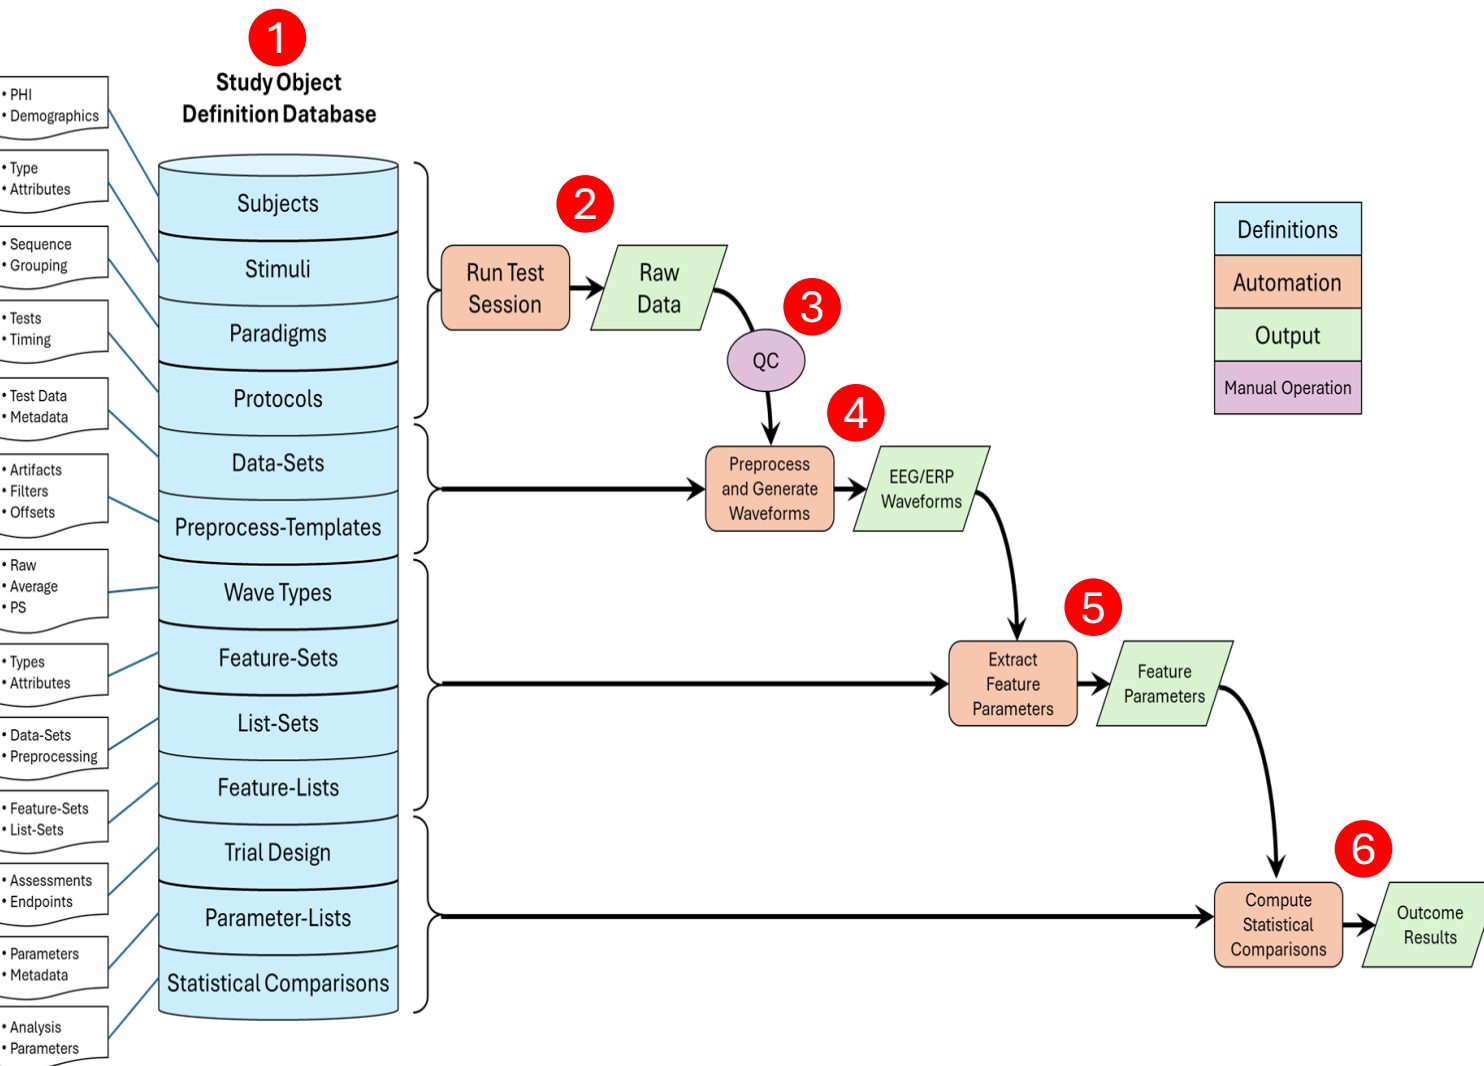 1
Study Object
Definition Database
• PHI
• Demographics
• Type
• Attributes
• Sequence
• Grouping
• Tests
• Timing
• Test Data
• Metadata
• Artifacts
• Filters
• Offsets
• Raw
• Average
• PS
• Types
• Attributes
• Data-Sets
• Preprocessing
• Feature-Sets
• List-Sets
• Assessments
• Endpoints
• Parameters
• Metadata
• Analysis
• Parameters
Subjects
Stimuli
Paradigms
Protocols
Data-Sets
Preprocess-Templates
Wave Types
Feature-Sets
List-Sets
Feature-Lists
Trial Design
Parameter-Lists
Statistical Comparisons
2
Run Test
Session
Raw
Data
3
QC
4
Preprocess
and Generate
Waveforms
EEG/ERP
Waveforms
5
Extract
Feature
Parameters
Feature
Parameters
6
Compute
Statistical
Comparisons
Outcome
Results
Definitions
Automation
Output
Manual Operation